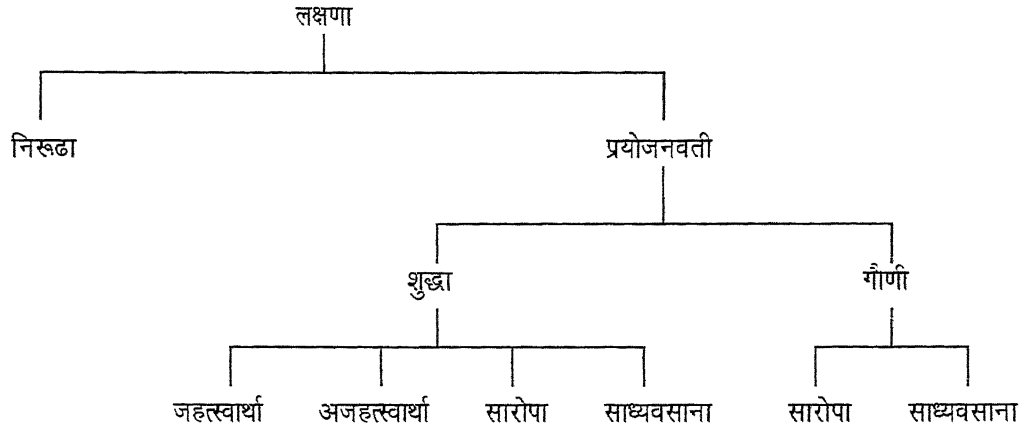 लक्षणा
निरूढा प्रयोजनवती
शुद्धा गौणी
जहत्स्वार्था अजहत्स्वार्था सारोपा साध्यवसाना सारोपा साध्यवसाना